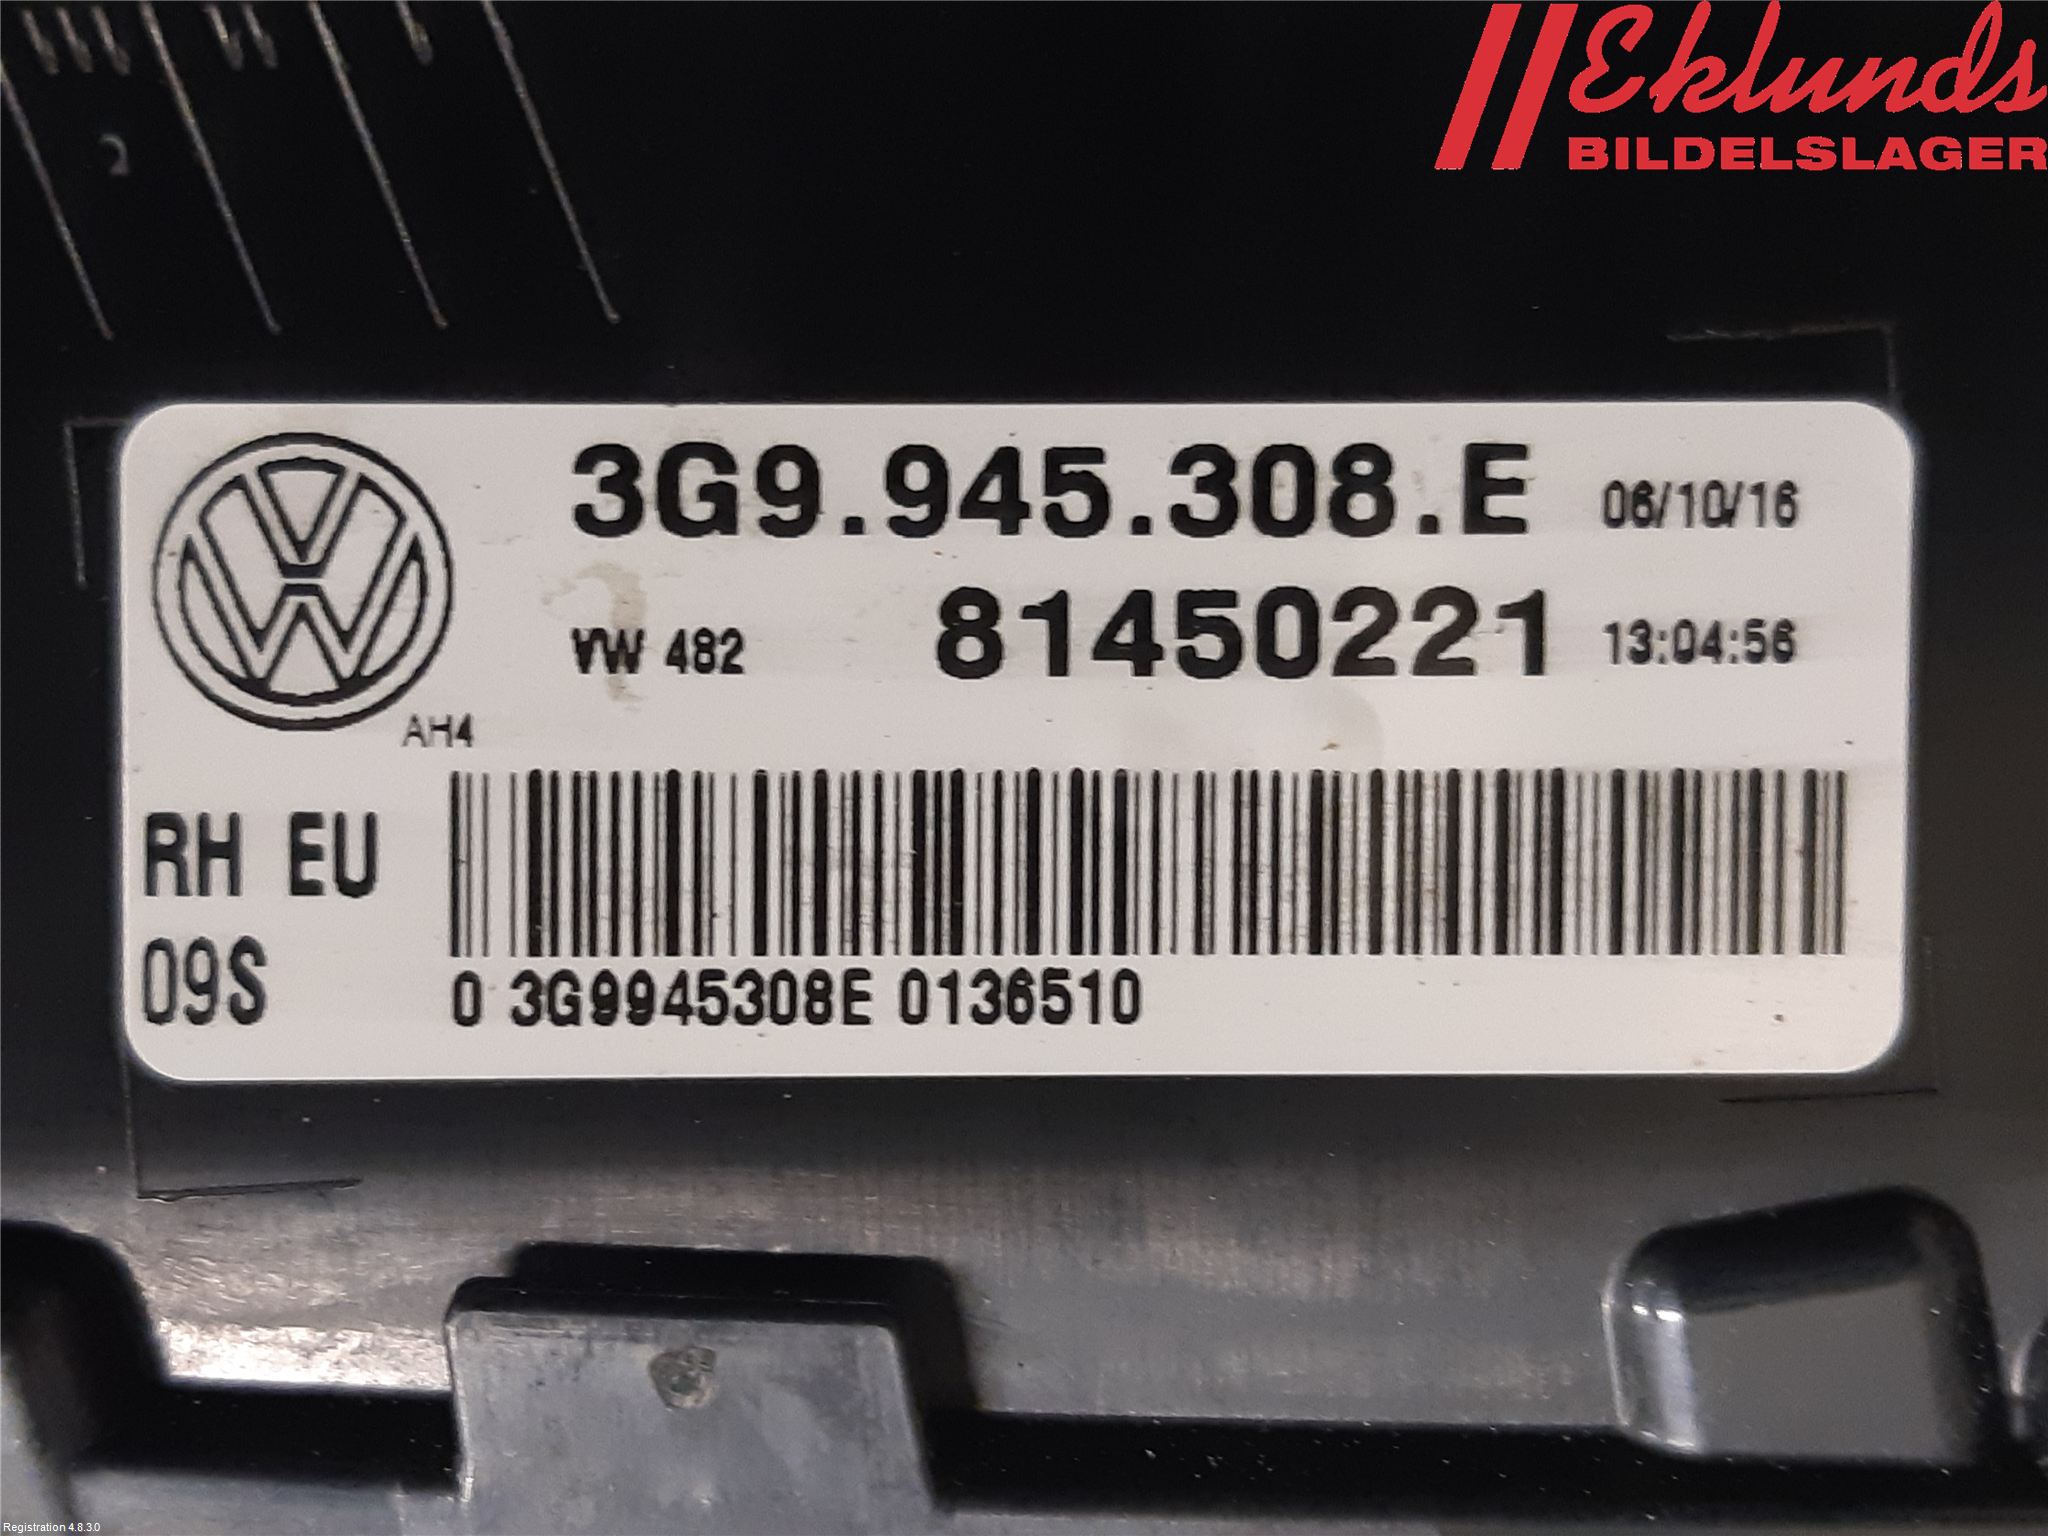 Eklunds
BILDELSLAGER
2
3G9.945.308.E 06/10/16
VW 482 81450221 13:04:56
AH4
RH EU
09S
0 3G9945308E 0136510
Registration 4.8.3.0